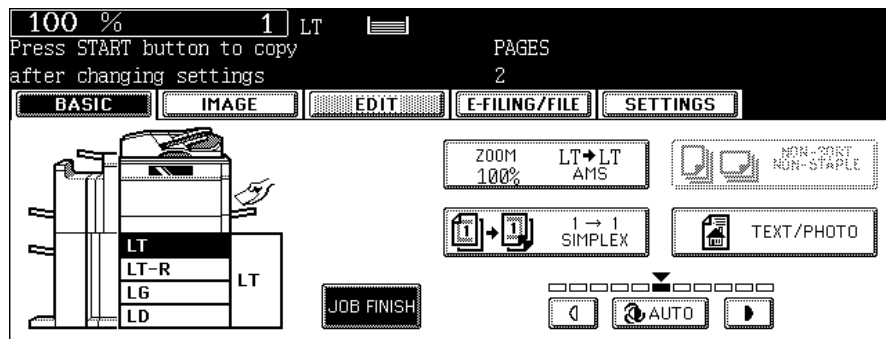 100 % 1 LT
Press START button to copy PAGES
after changing settings 2
BASIC IMAGE EDIT E-FILING/FILE SETTINGS
ZOOM LT→LT
100% AMS
NON-SORT
NON-STAPLE
1 → 1
SIMPLEX
1 → 1
TEXT/PHOTO
LT
LT-R
LG
LD
LT
JOB FINISH
AUTO